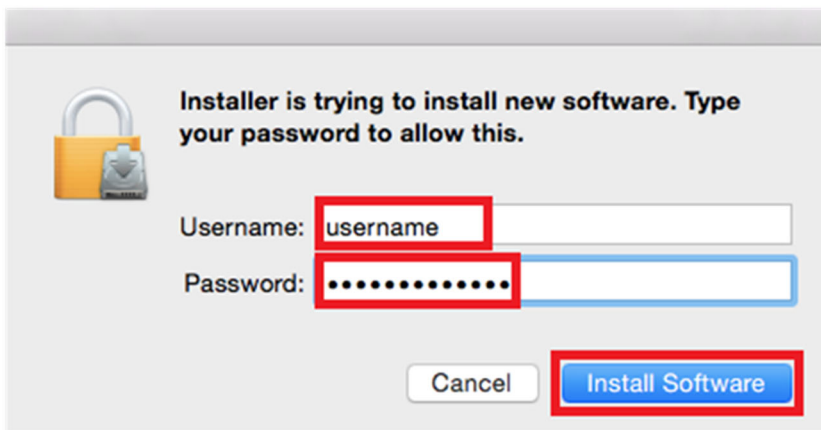 Installer is trying to install new software. Type
your password to allow this.
Username: username
Password: •••••••••••••
Cancel Install Software